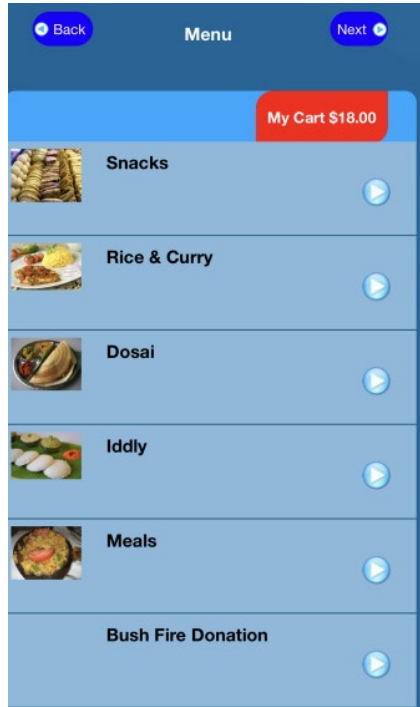 Back
Menu
Next
My Cart $18.00
Snacks
Rice & Curry
Dosai
Iddly
Meals
Bush Fire Donation